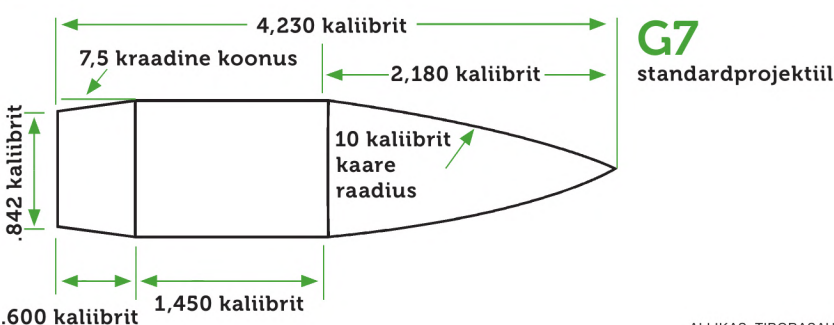 4,230 kaliibrit
G7
standardprojektiil
7,5 kraadine koonus
2,180 kaliibrit
10 kaliibrit
kaare
raadius
.842 kaliibrit
.600 kaliibrit
1,450 kaliibrit